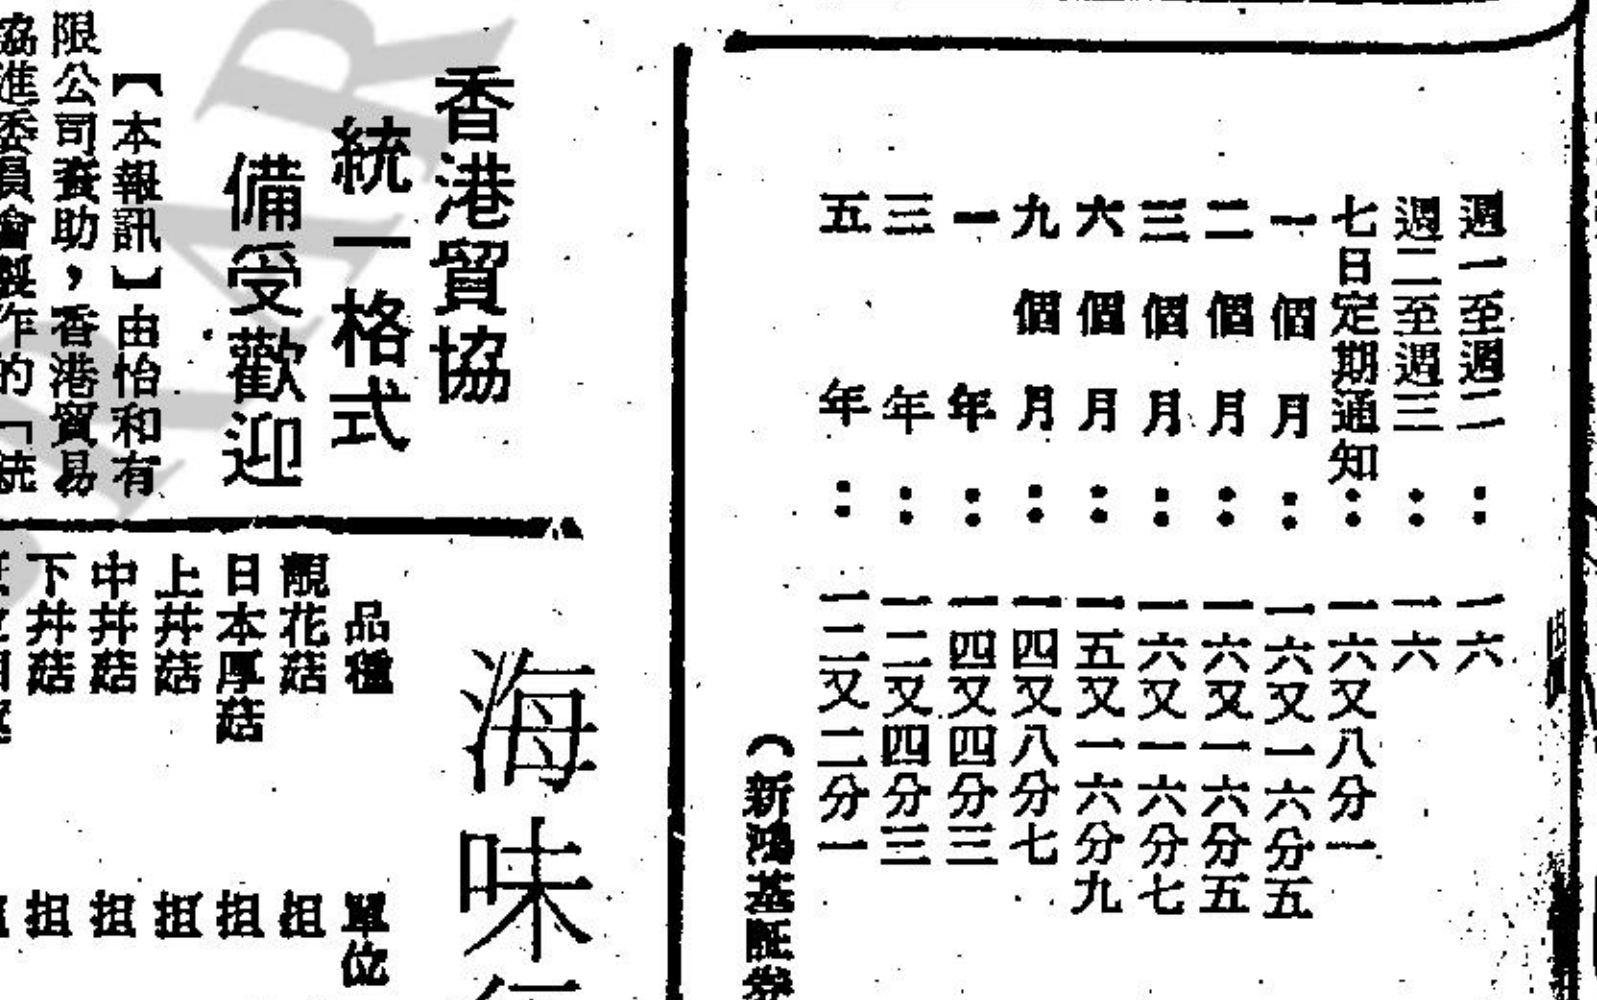 週一至週二：一六
週二至週三：一六
七日定期通知：一六又八分一
一個月：一六又一六分五
二個月：一六又一六分五
三個月：一六又一六分七
六個月：一五又一六分九
九個月：一四又八分七
一年：一四又四分三
三年：一二又四分三
五年：一二又二分一
（新鴻基証券
香港貿協
統一格式
備受歡迎
【本報訊】由怡和有
限公司賛助，香港貿易
協進委員會製作的「統
海味
品種 單位
靚花菇 担
日本厚菇 担
上丼菇 担
中丼菇 担
下丼菇 担